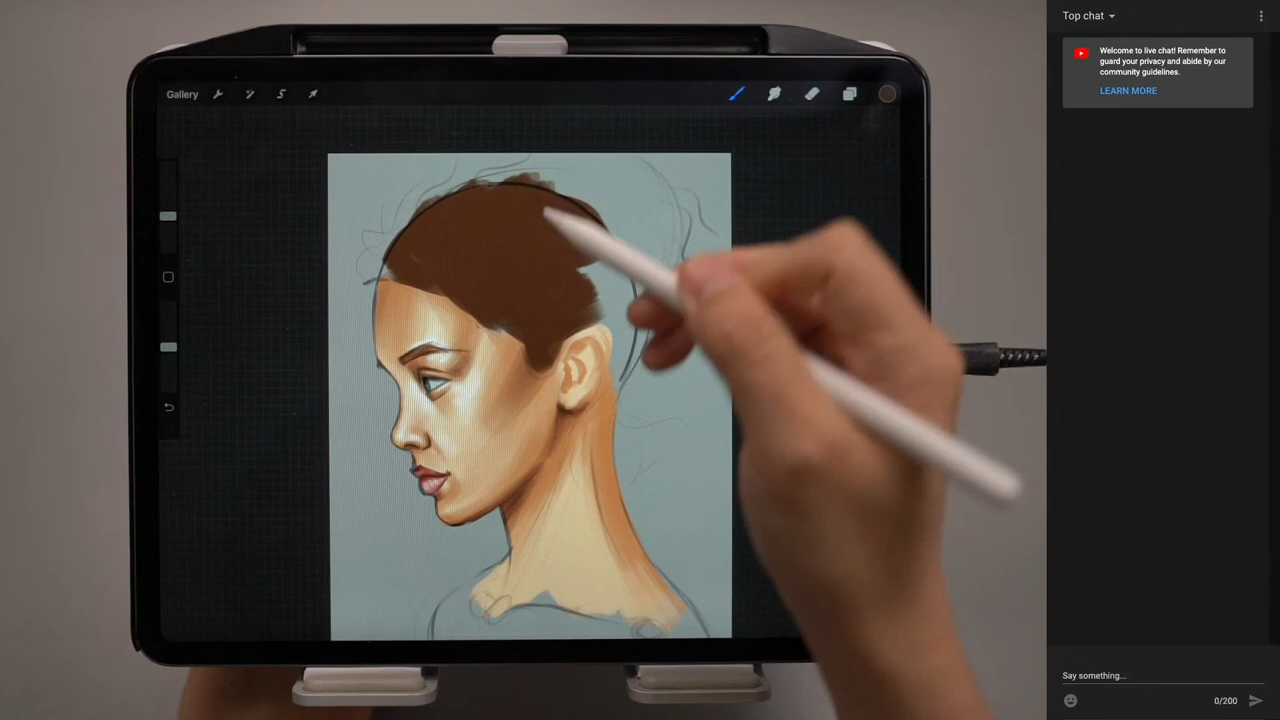 Gallery
Top chat
Welcome to live chat! Remember to
guard your privacy and abide by our
community guidelines.
LEARN MORE
Say something...
0/200